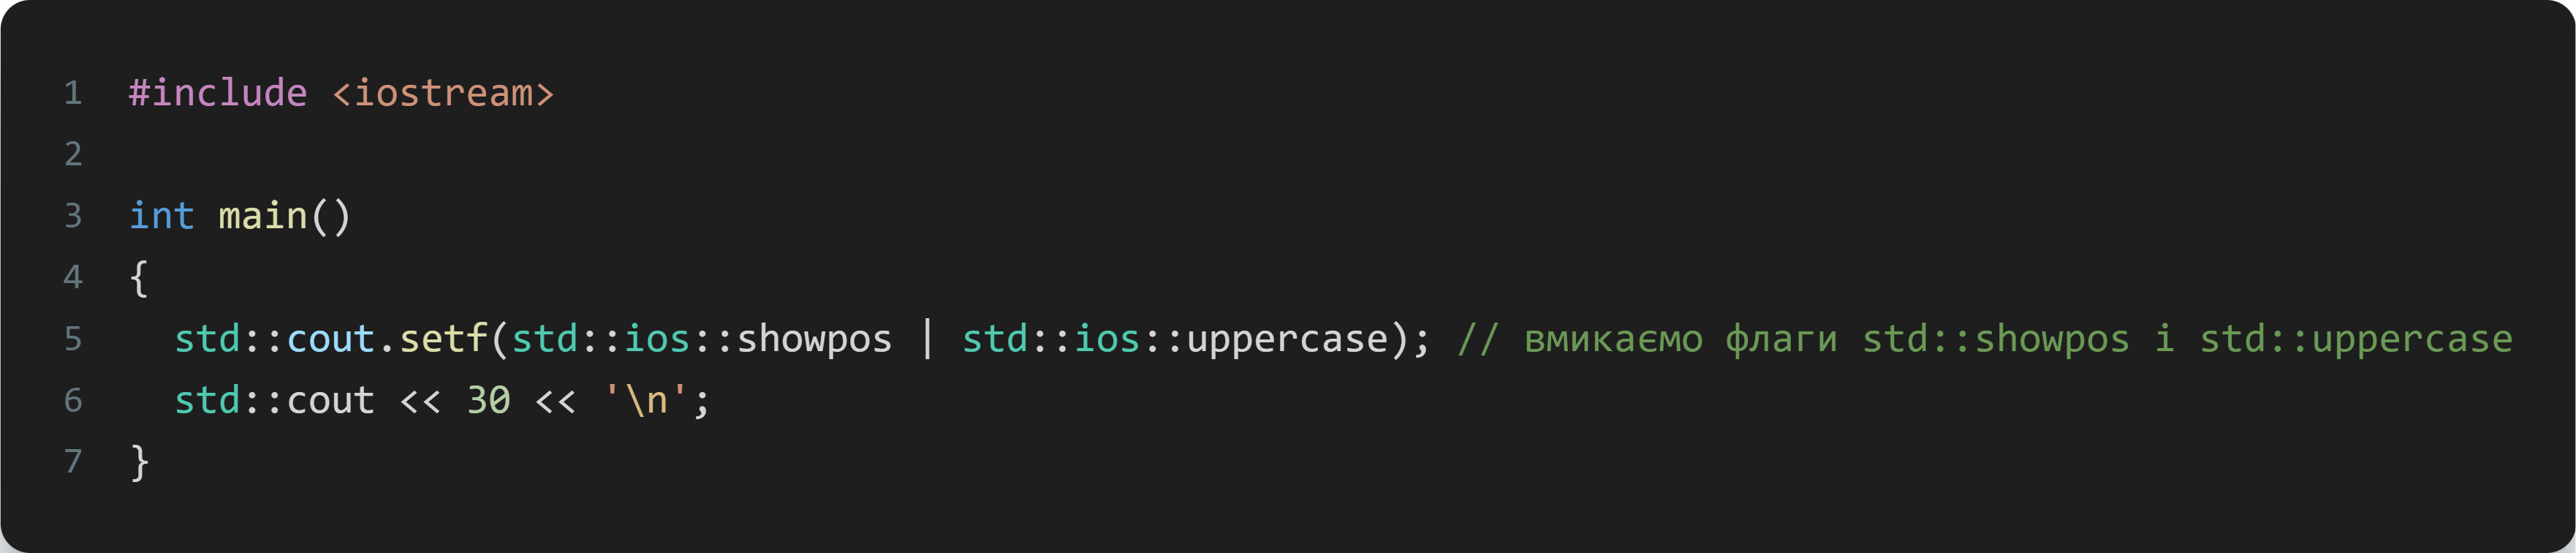 1 #include <iostream>
2
3 int main()
4 {
5 std::cout.setf(std::ios::showpos | std::ios::uppercase); // вмикаємо флаги std::showpos і std::uppercase
6 std::cout << 30 << '\n';
7 }